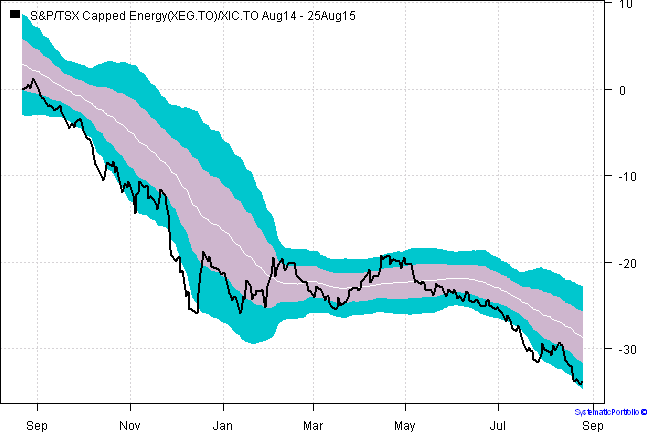 S&P/TSX Capped Energy(XEG.TO)/XIC.TO Aug14 - 25Aug15
10
0
-10
-20
-30
Sep Nov Jan Mar May Jul Sep
SystematicPortfolio ©